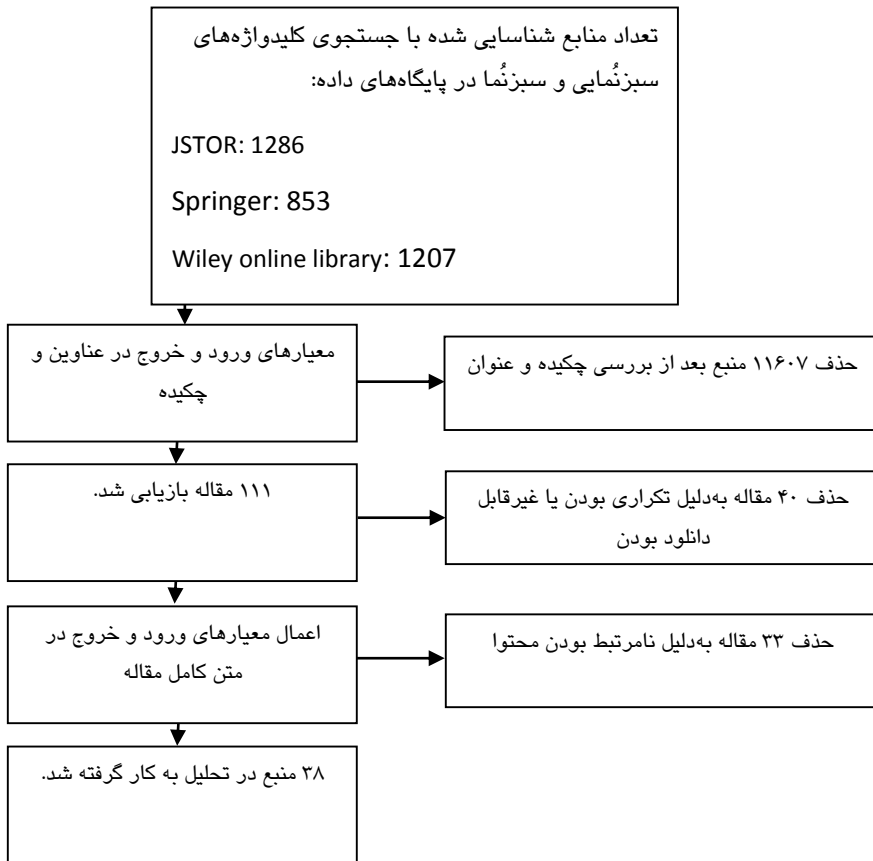 تعداد منابع شناسایی شده با جستجوی کلیدواژه‌های
سبزنُمایی و سبزنُما در پایگاه‌های داده:
JSTOR: 1286
Springer: 853
Wiley online library: 1207
معیارهای ورود و خروج در عناوین و
چکیده
حذف ۱۱۶۰۷ منبع بعد از بررسی چکیده و عنوان
۱۱۱ مقاله بازیابی شد.
حذف ۴۰ مقاله به‌دلیل تکراری بودن یا غیرقابل
دانلود بودن
اعمال معیارهای ورود و خروج در
متن کامل مقاله
حذف ۳۳ مقاله به‌دلیل نامرتبط بودن محتوا
۳۸ منبع در تحلیل به کار گرفته شد.